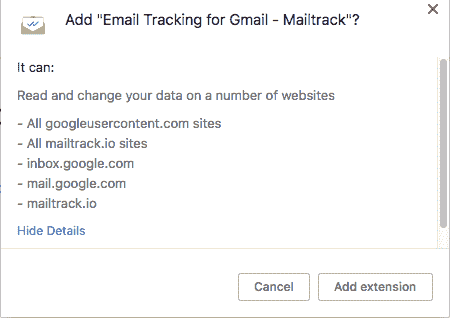 Add "Email Tracking for Gmail - Mailtrack"?
It can:
Read and change your data on a number of websites
- All googleusercontent.com sites
- All mailtrack.io sites
- inbox.google.com
- mail.google.com
- mailtrack.io
Hide Details
Cancel Add extension